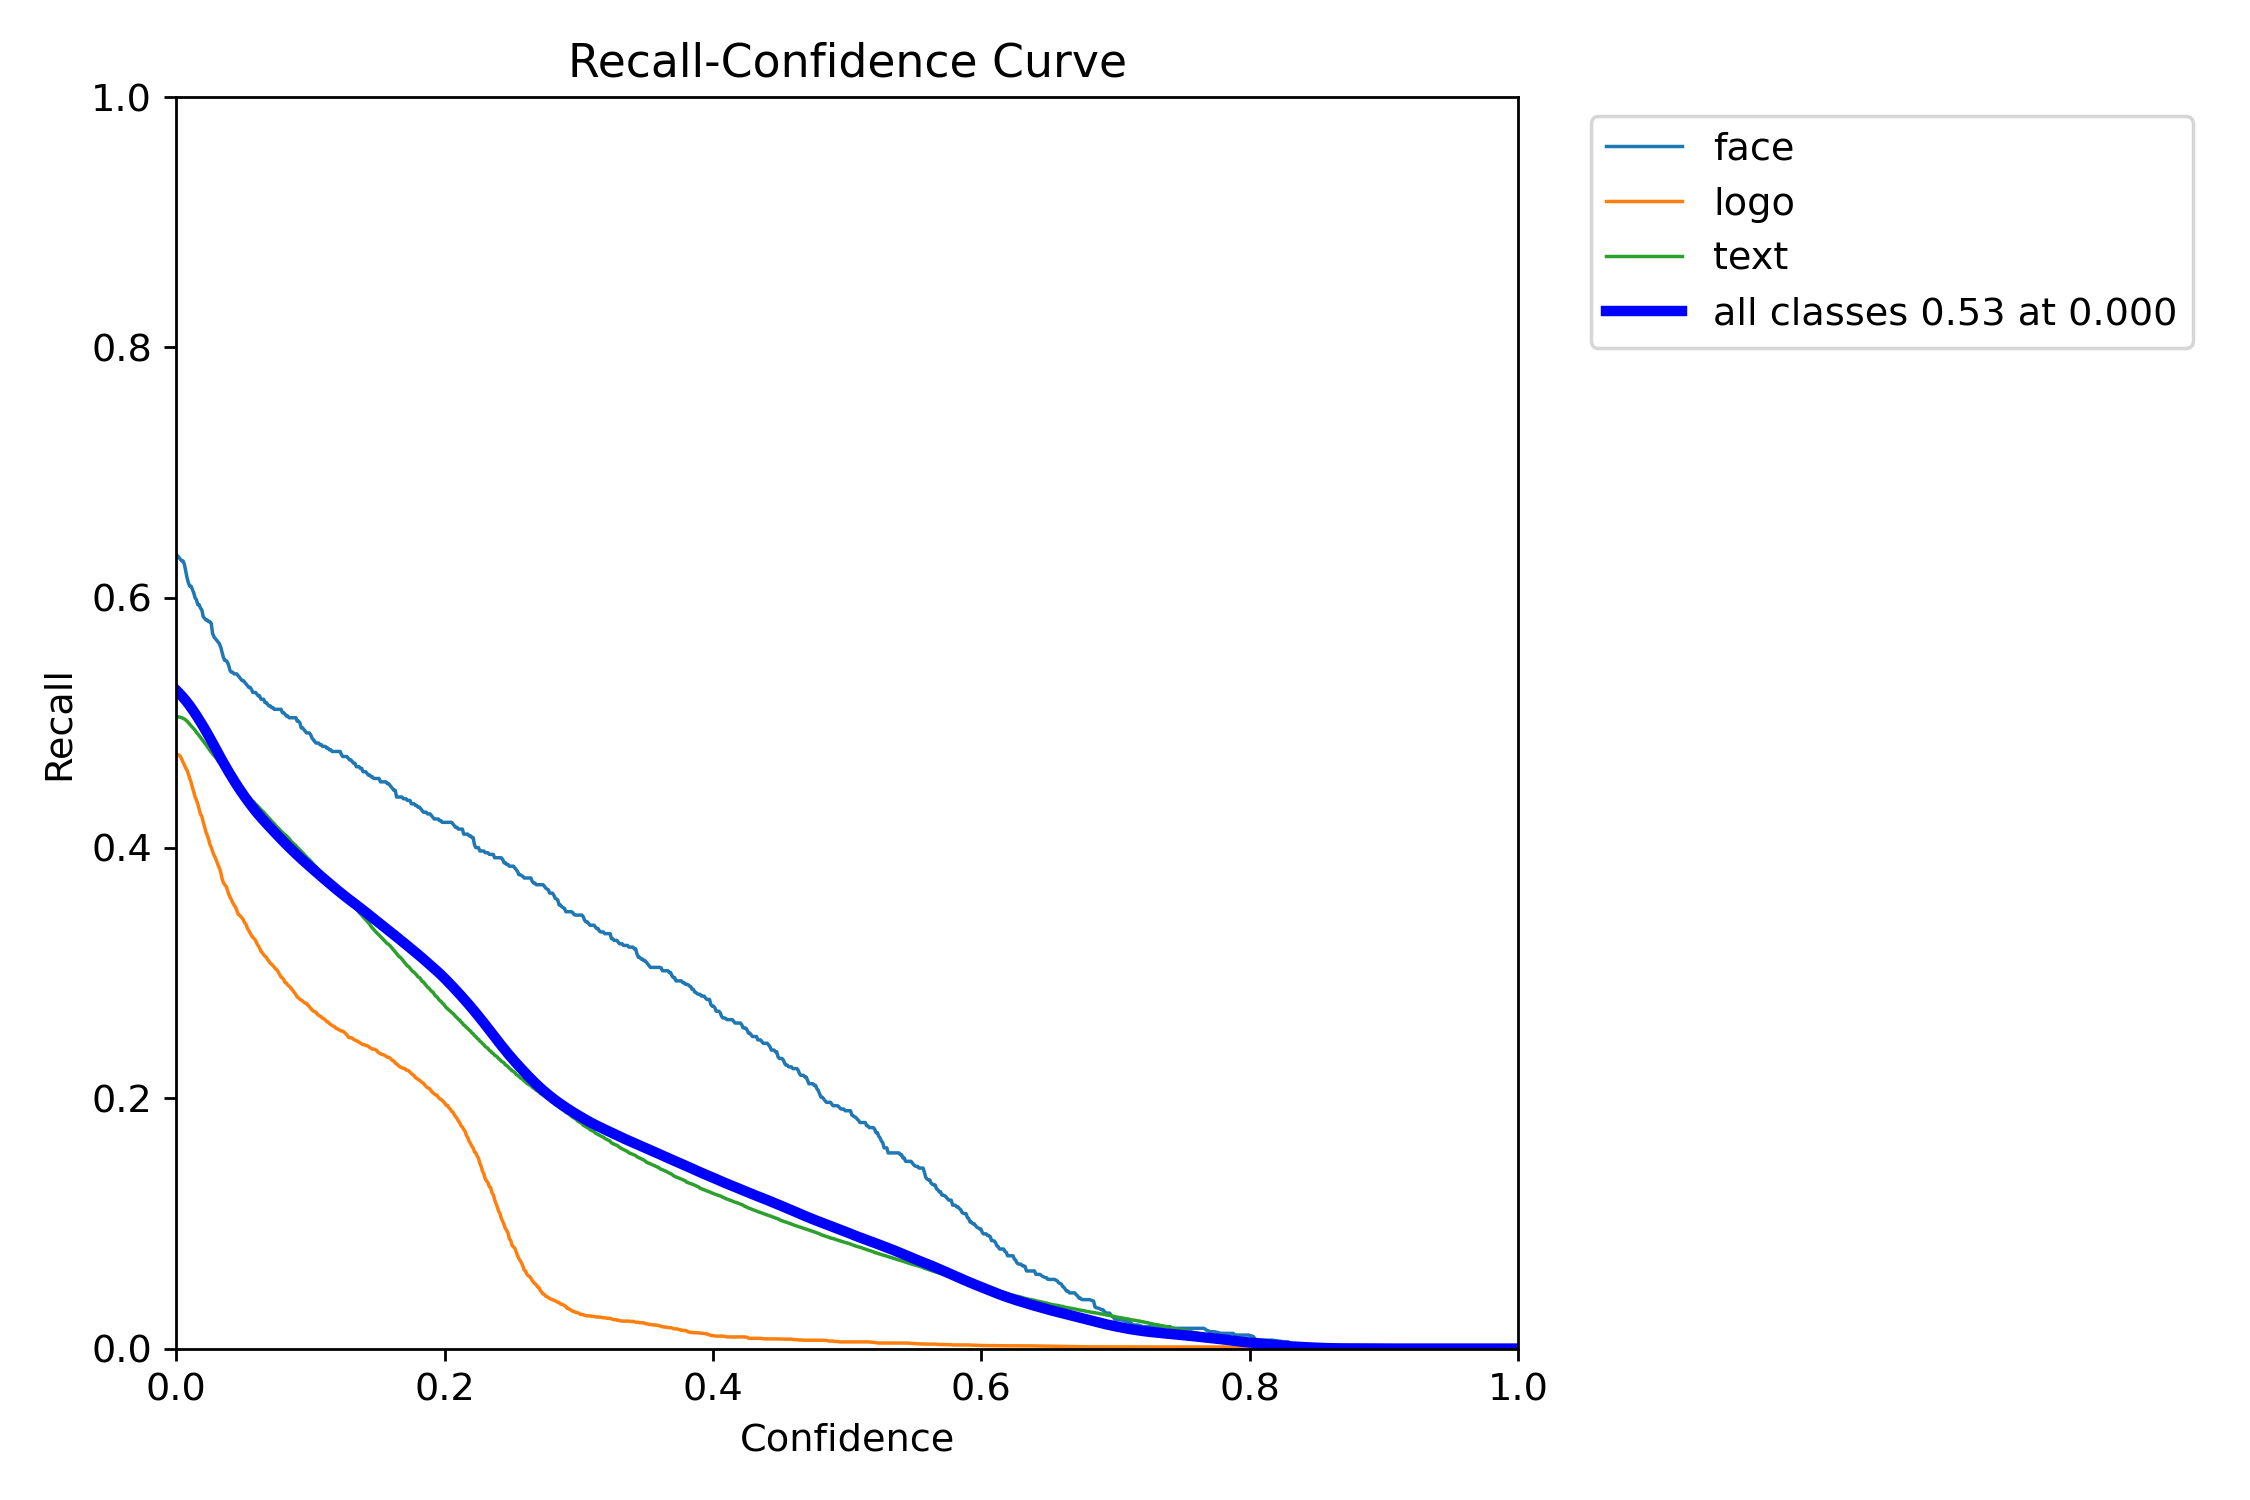 Recall-Confidence Curve
1.0
0.8
0.6
0.4
0.2
0.0
Recall
0.0 0.2 0.4 0.6 0.8 1.0
Confidence
face
logo
text
all classes 0.53 at 0.000